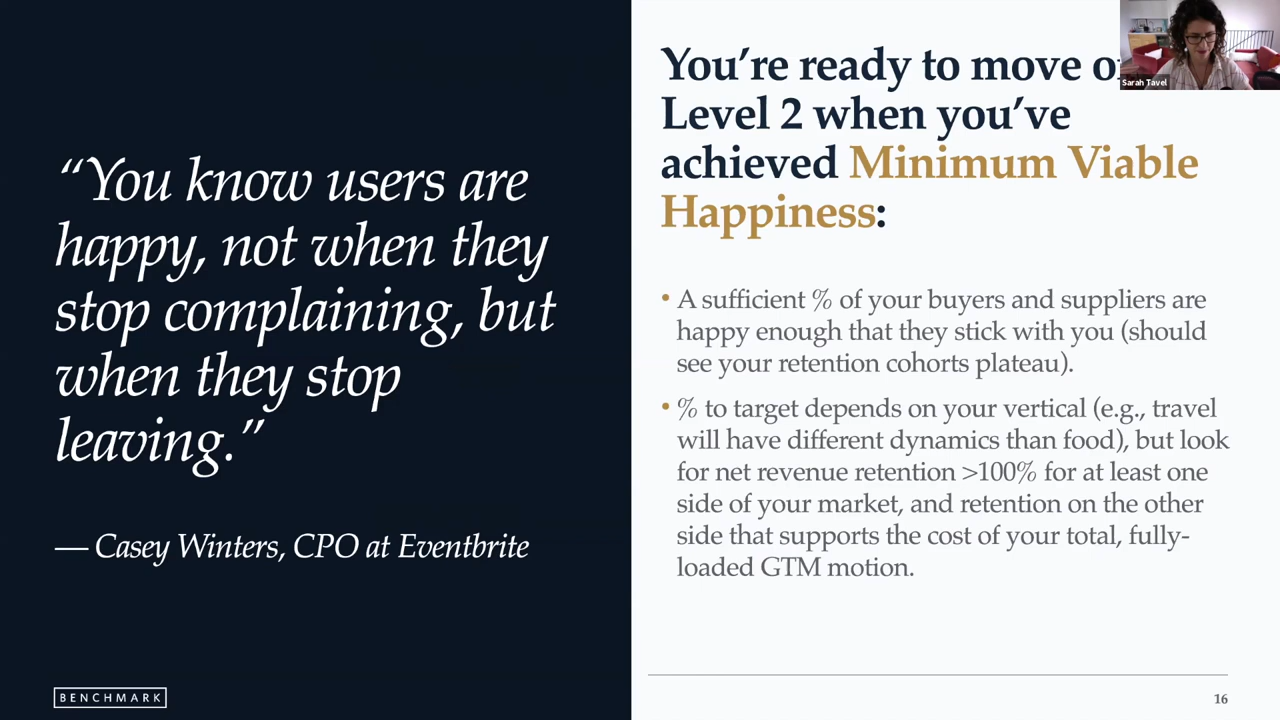 “You know users are
happy, not when they
stop complaining, but
when they stop
leaving.”
— Casey Winters, CPO at Eventbrite
BENCHMARK
You’re ready to move
Level 2 when you’ve
achieved Minimum Viable
Happiness:
• A sufficient % of your buyers and suppliers are
happy enough that they stick with you (should
see your retention cohorts plateau).
• % to target depends on your vertical (e.g., travel
will have different dynamics than food), but look
for net revenue retention >100% for at least one
side of your market, and retention on the other
side that supports the cost of your total, fully-
loaded GTM motion.
16
Sarah Tavel